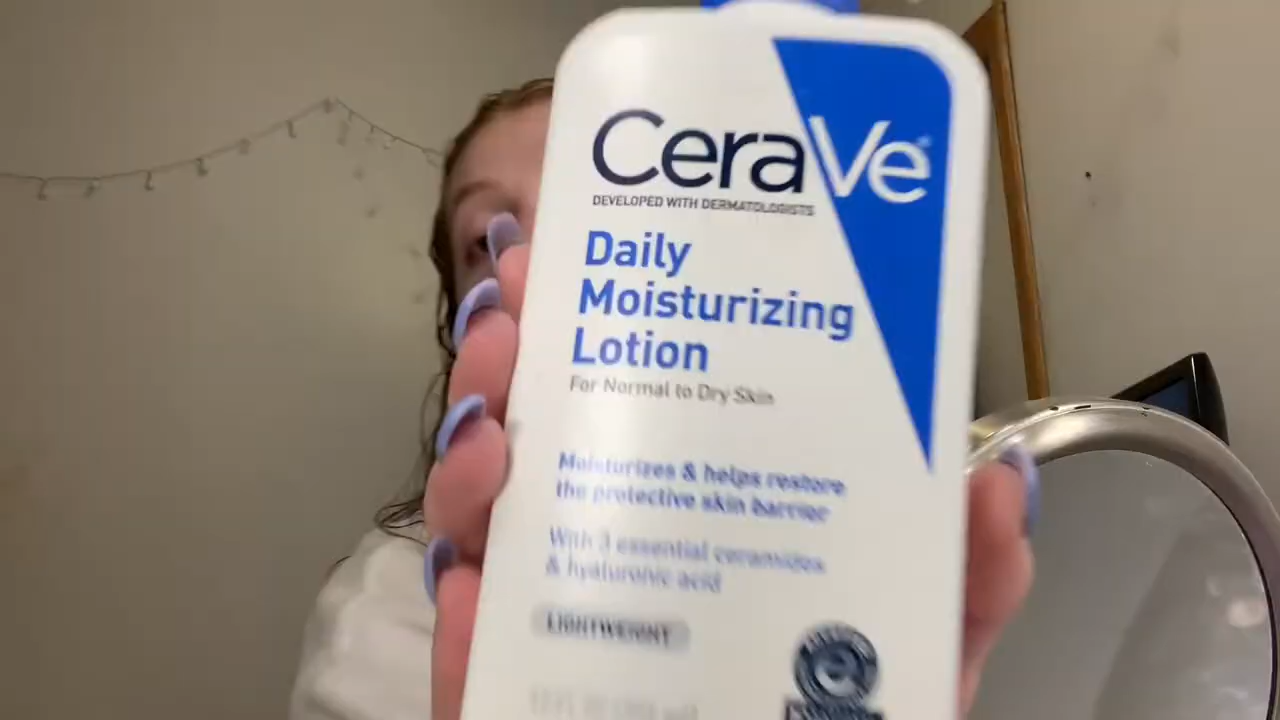 CeraVe
DEVELOPED WITH DERMATOLOGISTS
Daily
Moisturizing
Lotion
For Normal to Dry Skin
Moisturizes & helps restore
the protective skin barrier
With 3 essential ceramides
& hyaluronic acid
LIGHTWEIGHT